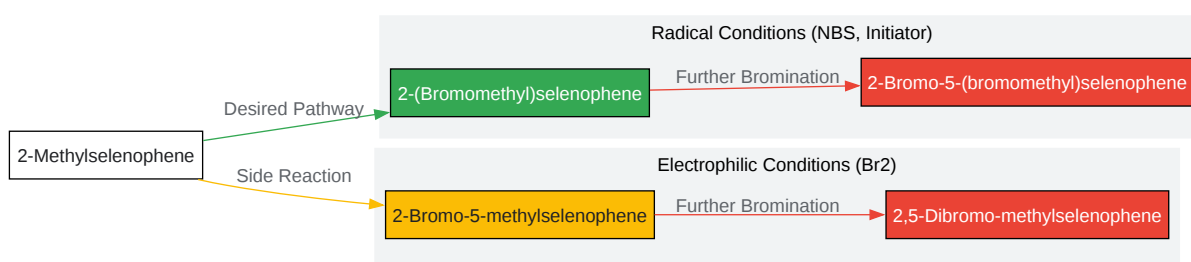 Radical Conditions (NBS, Initiator)
2-Methylselenophene
Desired Pathway
2-(Bromomethyl)selenophene
Further Bromination
2-Bromo-5-(bromomethyl)selenophene
Electrophilic Conditions (Br2)
Side Reaction
2-Bromo-5-methylselenophene
Further Bromination
2,5-Dibromo-methylselenophene